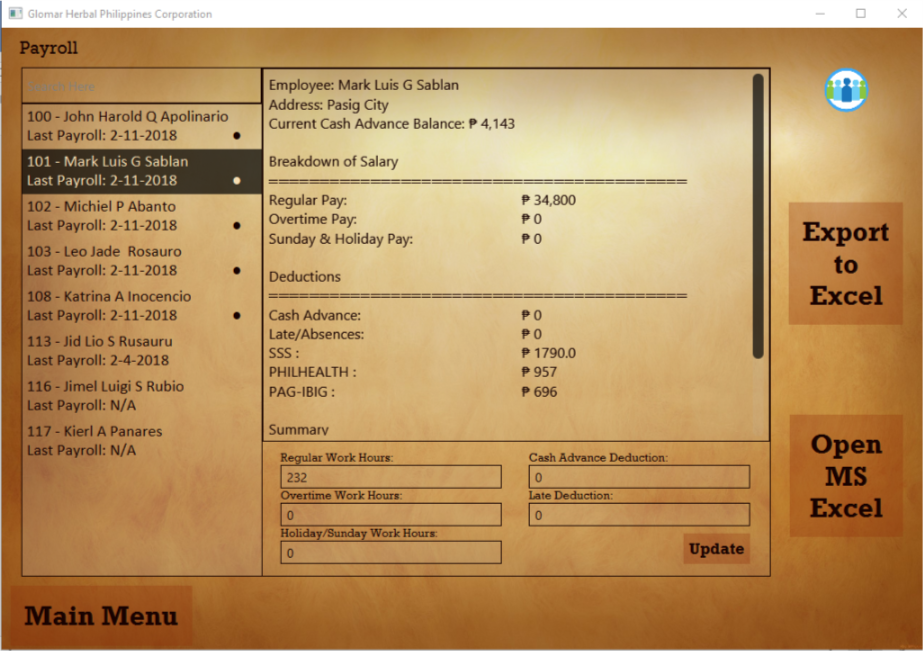 Glomar Herbal Philippines Corporation
Payroll
Search Here
100 - John Harold Q Apolinario
Last Payroll: 2-11-2018
101 - Mark Luis G Sablan
Last Payroll: 2-11-2018
102 - Michiel P Abanto
Last Payroll: 2-11-2018
103 - Leo Jade  Rosauro
Last Payroll: 2-11-2018
108 - Katrina A Inocencio
Last Payroll: 2-11-2018
113 - Jid Lio S Rusauru
Last Payroll: 2-4-2018
116 - Jimel Luigi S Rubio
Last Payroll: N/A
117 - Kierl A Panares
Last Payroll: N/A
Employee: Mark Luis G Sablan
Address: Pasig City
Current Cash Advance Balance: ₱ 4,143
Breakdown of Salary
=========================================
Regular Pay: ₱ 34,800
Overtime Pay: ₱ 0
Sunday & Holiday Pay: ₱ 0
Deductions
=========================================
Cash Advance: ₱ 0
Late/Absences: ₱ 0
SSS : ₱ 1790.0
PHILHEALTH : ₱ 957
PAG-IBIG : ₱ 696
Summary
Regular Work Hours:
232
Overtime Work Hours:
0
Holiday/Sunday Work Hours:
0
Cash Advance Deduction:
0
Late Deduction:
0
Update
Export
to
Excel
Open
MS
Excel
Main Menu